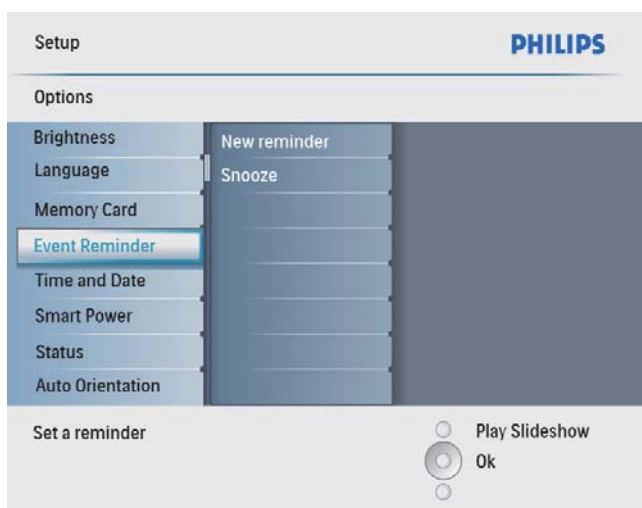 Setup
PHILIPS
Options
Brightness
Language
Memory Card
Event Reminder
Time and Date
Smart Power
Status
Auto Orientation
New reminder
Snooze
Set a reminder
Play Slideshow
Ok